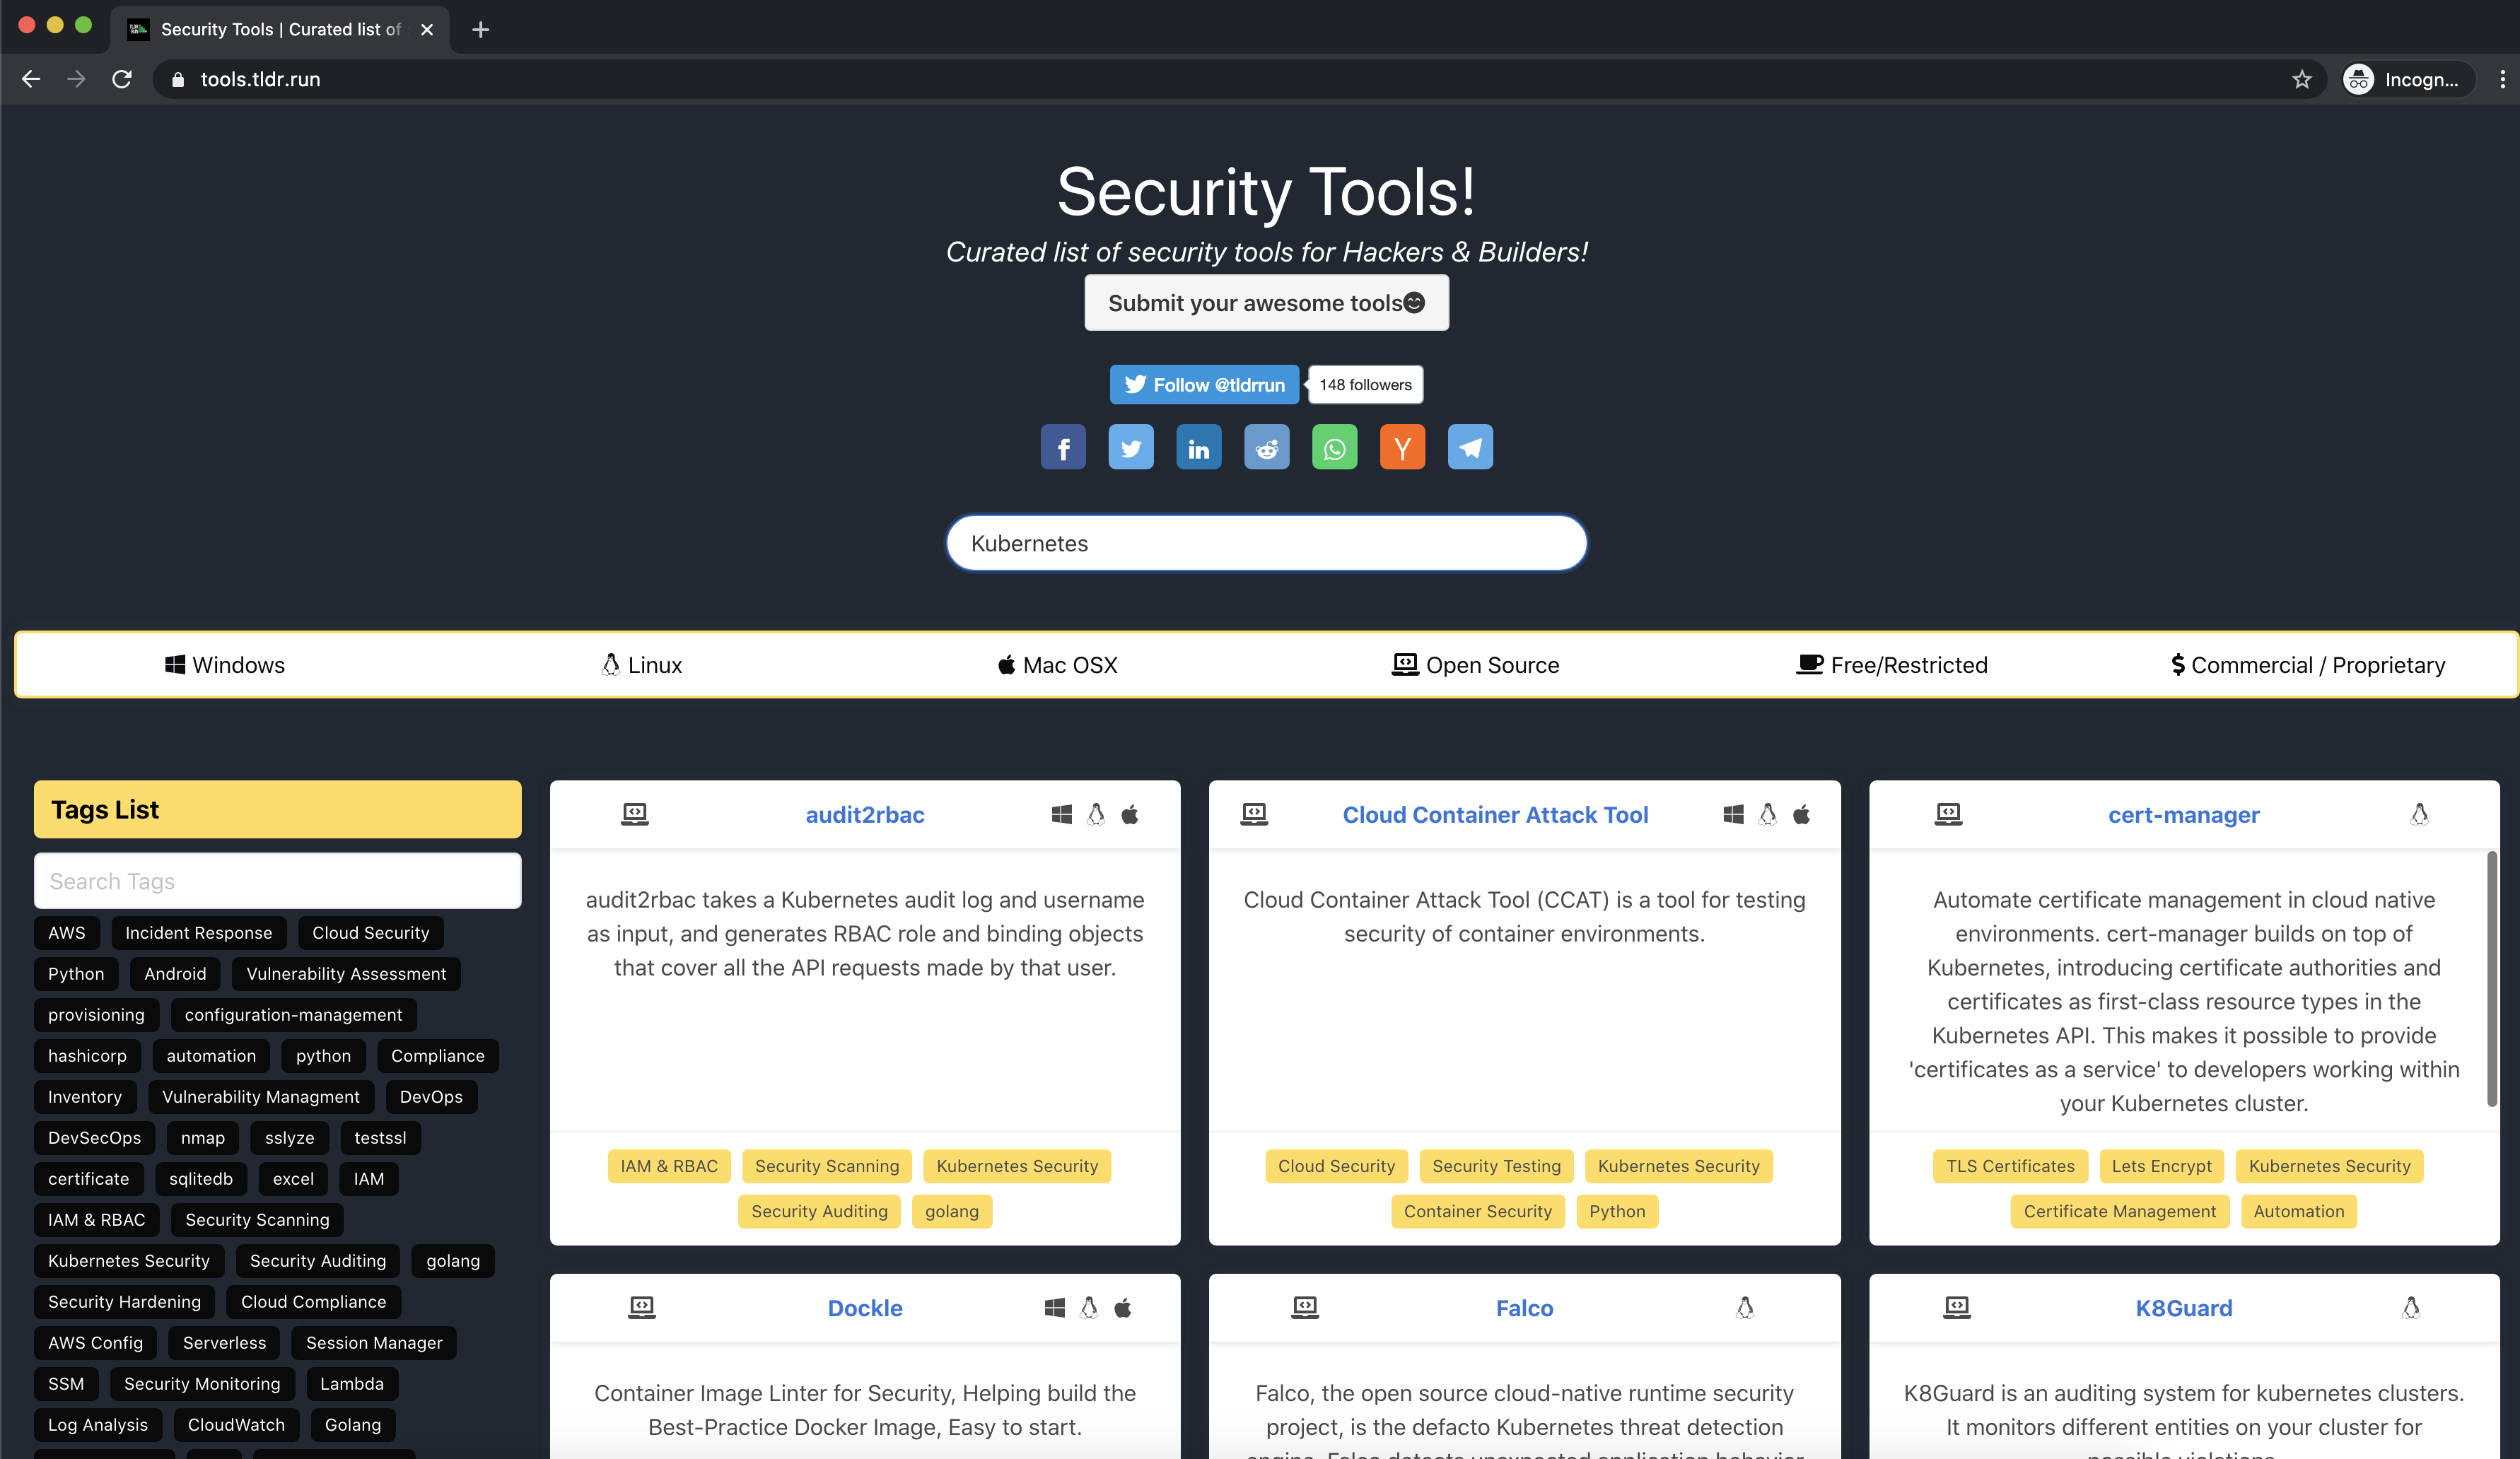 Security Tools | Curated list of
tools.tldr.run
Incogn...
Security Tools!
Curated list of security tools for Hackers & Builders!
Submit your awesome tools
Follow @tldrrun
148 followers
Kubernetes
Windows
Linux
Mac OSX
Open Source
Free/Restricted
Commercial / Proprietary
Tags List
Search Tags
AWS Incident Response Cloud Security
Python Android Vulnerability Assessment
provisioning configuration-management
hashicorp automation python Compliance
Inventory Vulnerability Managment DevOps
DevSecOps nmap sslyze testssl
certificate sqlitedb excel IAM
IAM & RBAC Security Scanning
Kubernetes Security Security Auditing golang
Security Hardening Cloud Compliance
AWS Config Serverless Session Manager
SSM Security Monitoring Lambda
Log Analysis CloudWatch Golang
audit2rbac
audit2rbac takes a Kubernetes audit log and username
as input, and generates RBAC role and binding objects
that cover all the API requests made by that user.
IAM & RBAC Security Scanning Kubernetes Security
Security Auditing golang
Cloud Container Attack Tool
Cloud Container Attack Tool (CCAT) is a tool for testing
security of container environments.
Cloud Security Security Testing Kubernetes Security
Container Security Python
cert-manager
Automate certificate management in cloud native
environments. cert-manager builds on top of
Kubernetes, introducing certificate authorities and
certificates as first-class resource types in the
Kubernetes API. This makes it possible to provide
'certificates as a service' to developers working within
your Kubernetes cluster.
TLS Certificates Lets Encrypt Kubernetes Security
Certificate Management Automation
Dockle
Container Image Linter for Security, Helping build the
Best-Practice Docker Image, Easy to start.
Falco
Falco, the open source cloud-native runtime security
project, is the defacto Kubernetes threat detection
engine. Falco detects unexpected application behavior
K8Guard
K8Guard is an auditing system for kubernetes clusters.
It monitors different entities on your cluster for
possible violations.